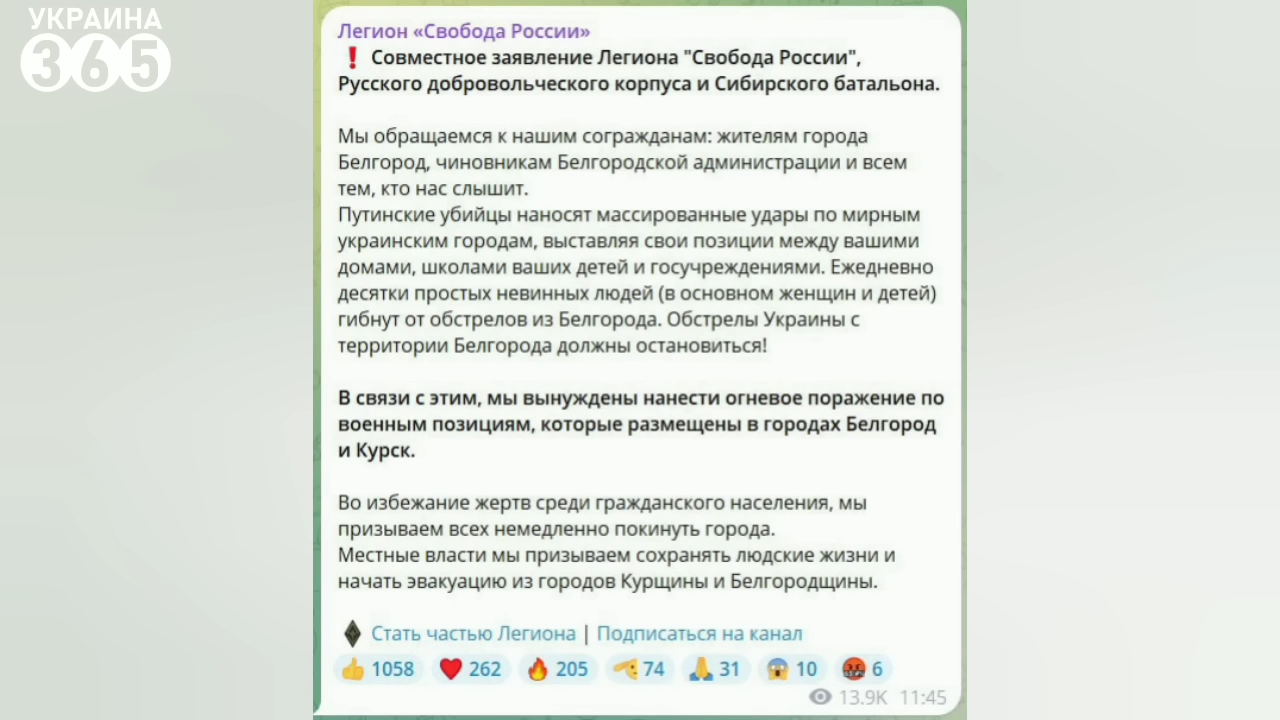 УКРАИНА
365
Легион «Свобода России»
❗ Совместное заявление Легиона "Свобода России",
Русского добровольческого корпуса и Сибирского батальона.
Мы обращаемся к нашим согражданам: жителям города
Белгород, чиновникам Белгородской администрации и всем
тем, кто нас слышит.
Путинские убийцы наносят массированные удары по мирным
украинским городам, выставляя свои позиции между вашими
домами, школами ваших детей и госучреждениями. Ежедневно
десятки простых невинных людей (в основном женщин и детей)
гибнут от обстрелов из Белгорода. Обстрелы Украины с
территории Белгорода должны остановиться!
В связи с этим, мы вынуждены нанести огневое поражение по
военным позициям, которые размещены в городах Белгород
и Курск.
Во избежание жертв среди гражданского населения, мы
призываем всех немедленно покинуть города.
Местные власти мы призываем сохранять людские жизни и
начать эвакуацию из городов Курщины и Белгородщины.
Стать частью Легиона | Подписаться на канал
1058 262 205 74 31 10 6
13.9K 11:45